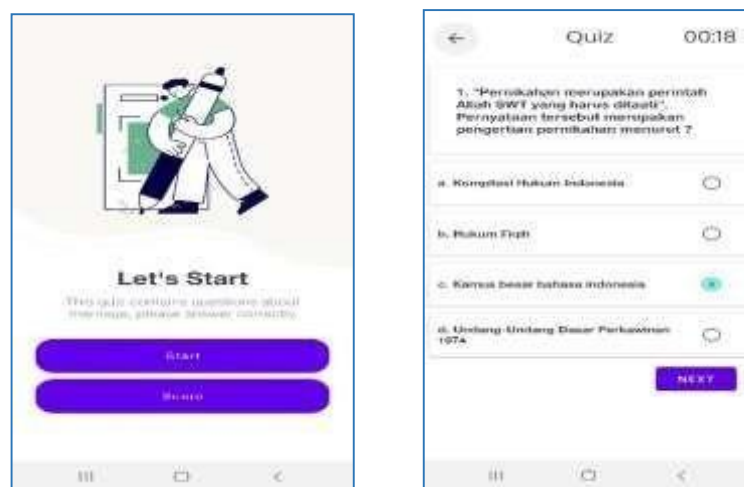 Let's Start
This quiz contains questions about
marriage, please answer correctly
Start
Quiz
00:18
1. "Pernikahan merupakan perintah
Allah SWT yang harus ditaati".
Pernyataan tersebut merupakan
pengertian pernikahan menurut ?
a. Kompilasi Hukum Indonesia
b. Hukum Fiqh
c. Kamus besar bahasa indonesia
d. Undang-Undang Dasar Perkawinan
1974
NEXT